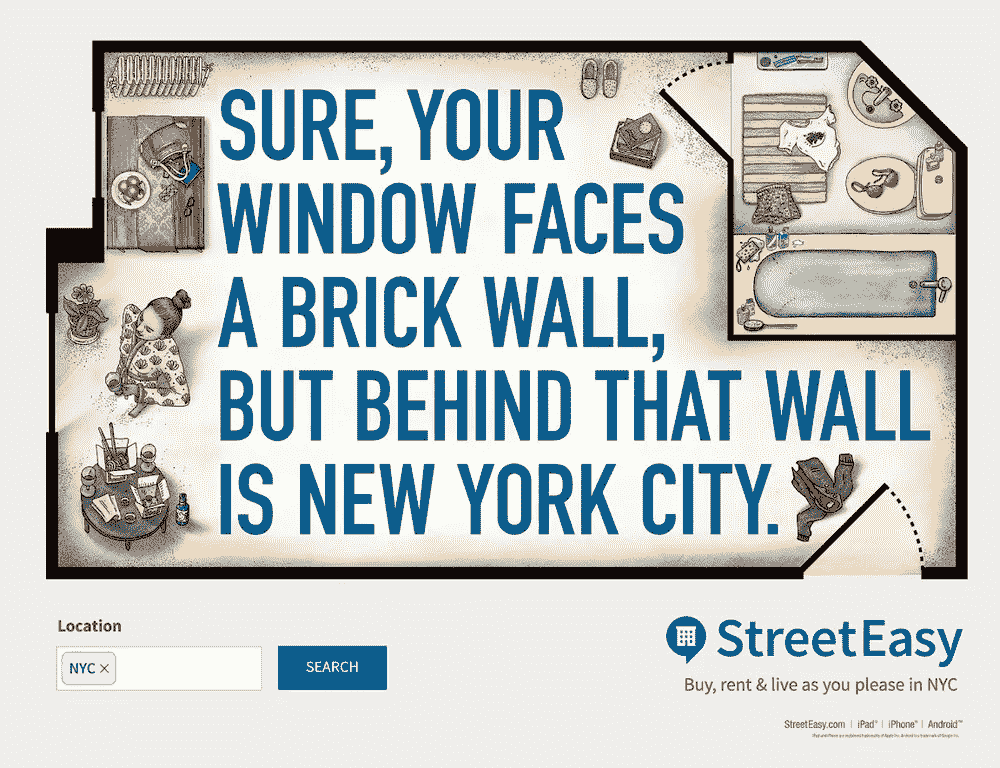 SURE, YOUR
WINDOW FACES
A BRICK WALL,
BUT BEHIND THAT WALL
IS NEW YORK CITY.
Location
NYC ×
SEARCH
StreetEasy
Buy, rent & live as you please in NYC
StreetEasy.com | iPad® | iPhone® | Android™